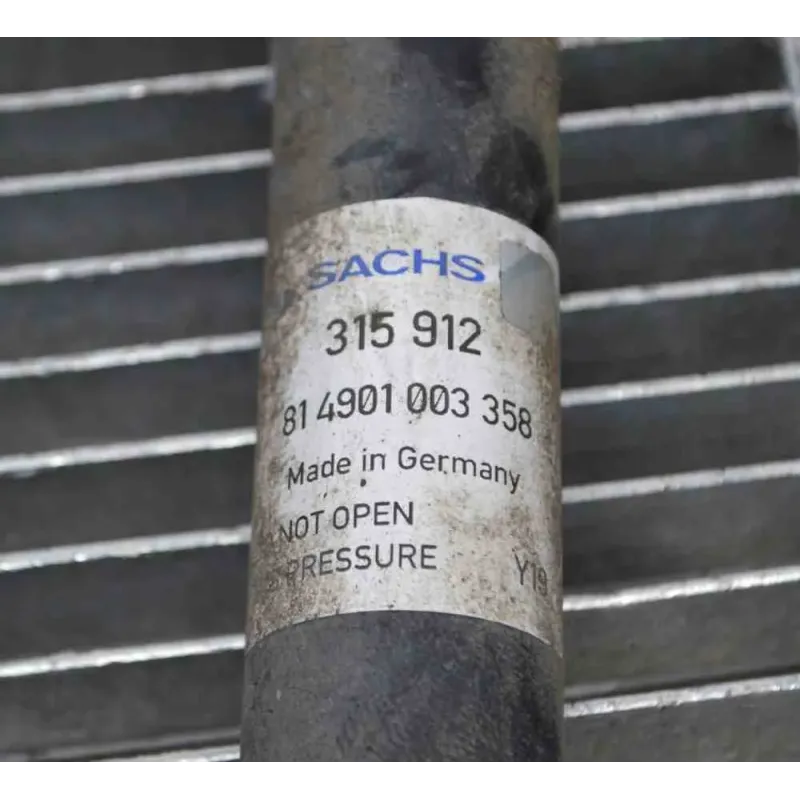 SACHS
315 912
81 4901 003 358
Made in Germany
NOT OPEN
PRESSURE Y19